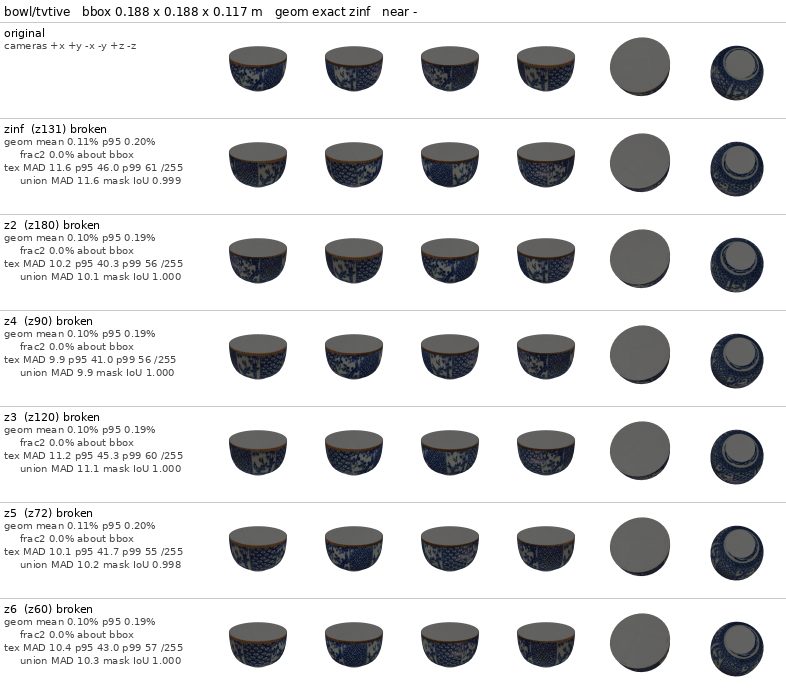 bowl/tvtive bbox 0.188 x 0.188 x 0.117 m geom exact zinf near -
original
cameras +x +y -x -y +z -z
zinf (z131) broken
geom mean 0.11% p95 0.20%
frac2 0.0% about bbox
tex MAD 11.6 p95 46.0 p99 61 /255
union MAD 11.6 mask IoU 0.999
z2 (z180) broken
geom mean 0.10% p95 0.19%
frac2 0.0% about bbox
tex MAD 10.2 p95 40.3 p99 56 /255
union MAD 10.1 mask IoU 1.000
z4 (z90) broken
geom mean 0.10% p95 0.19%
frac2 0.0% about bbox
tex MAD 9.9 p95 41.0 p99 56 /255
union MAD 9.9 mask IoU 1.000
z3 (z120) broken
geom mean 0.10% p95 0.19%
frac2 0.0% about bbox
tex MAD 11.2 p95 45.3 p99 60 /255
union MAD 11.1 mask IoU 1.000
z5 (z72) broken
geom mean 0.11% p95 0.20%
frac2 0.0% about bbox
tex MAD 10.1 p95 41.7 p99 55 /255
union MAD 10.2 mask IoU 0.998
z6 (z60) broken
geom mean 0.10% p95 0.19%
frac2 0.0% about bbox
tex MAD 10.4 p95 43.0 p99 57 /255
union MAD 10.3 mask IoU 1.000